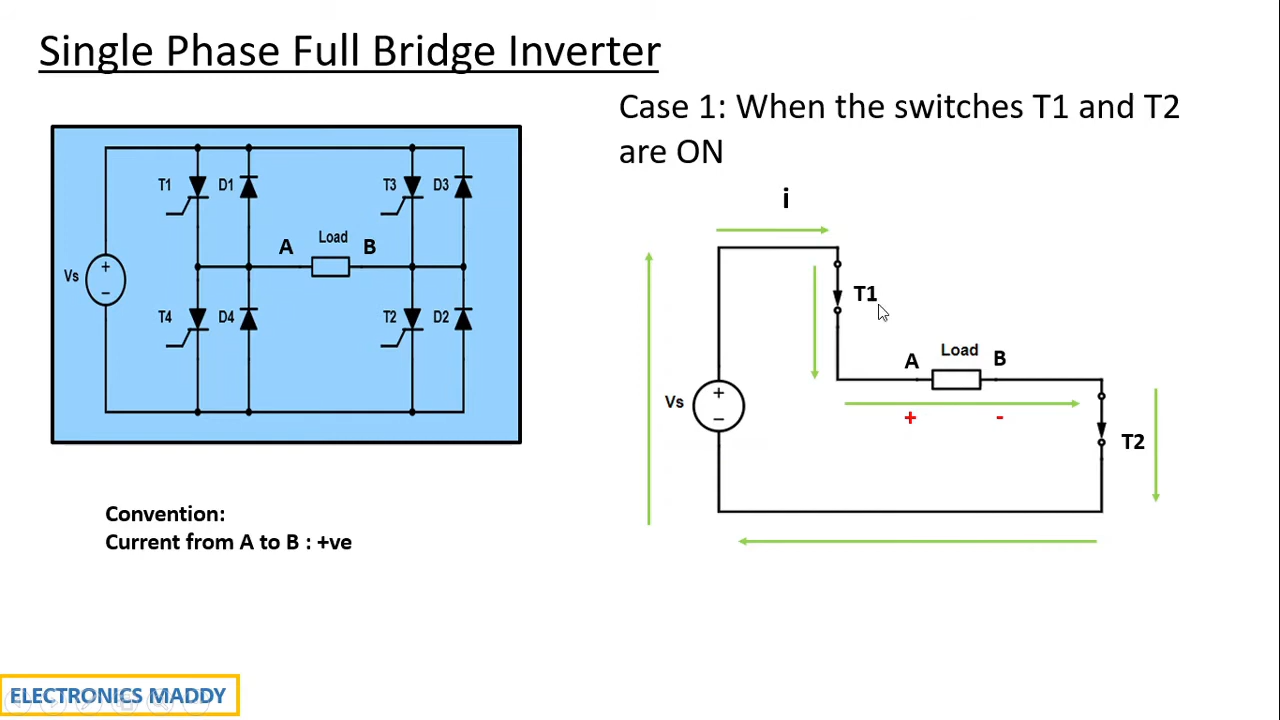 Single Phase Full Bridge Inverter
Case 1: When the switches T1 and T2
are ON
T1
D1
T3
D3
A
Load
B
Vs
+
−
T4
D4
T2
D2
i
T1
A
Load
B
Vs
+
−
+
-
T2
Convention:
Current from A to B : +ve
ELECTRONICS MADDY